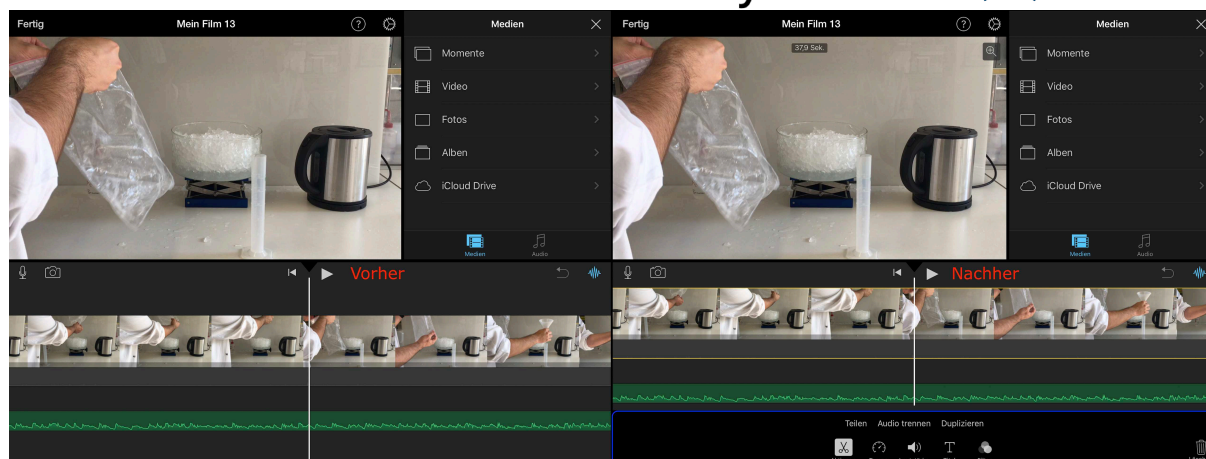 Fertig
Mein Film 13
?
Medien
Momente
Video
Fotos
Alben
iCloud Drive
Medien
Audio
Vorher
Fertig
Mein Film 13
?
37,9 Sek.
Medien
Momente
Video
Fotos
Alben
iCloud Drive
Medien
Audio
Nachher
Teilen Audio trennen Duplizieren
T